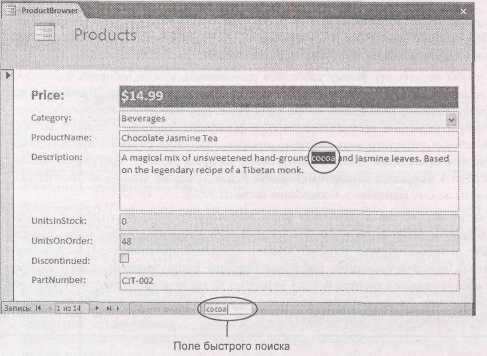 ProductBrowser
Products
Price: $14.99
Category: Beverages
ProductName: Chocolate Jasmine Tea
Description: A magical mix of unsweetened hand-ground cocoa and jasmine leaves. Based
on the legendary recipe of a Tibetan monk.
UnitsInStock: 0
UnitsOnOrder: 48
Discontinued:
PartNumber: CJT-002
Запись: 1 из 14 cocoa
Поле быстрого поиска